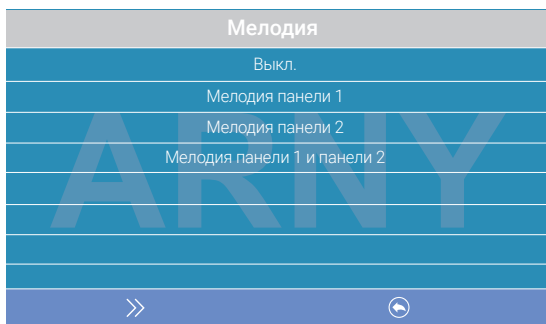 Мелодия
Выкл.
Мелодия панели 1
Мелодия панели 2
Мелодия панели 1 и панели 2
ARNY